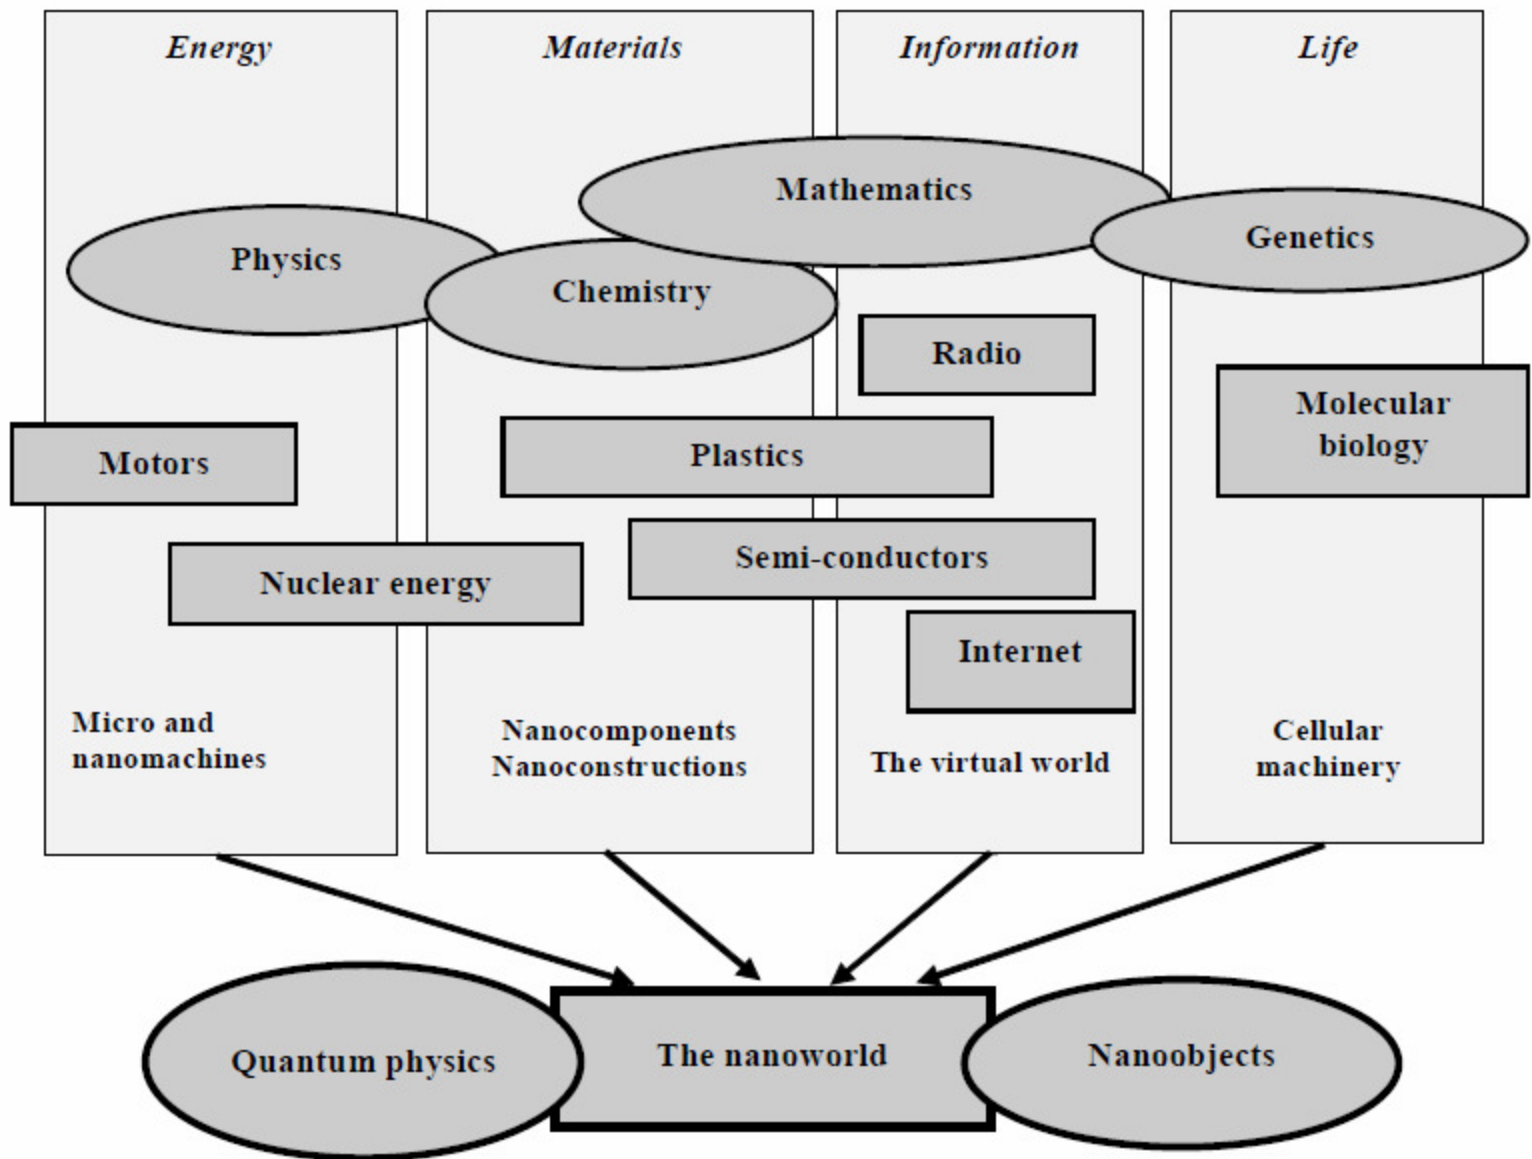 Energy
Materials
Information
Life
Mathematics
Physics
Chemistry
Genetics
Radio
Motors
Plastics
Molecular
biology
Nuclear energy
Semi-conductors
Internet
Micro and
nanomachines
Nanocomponents
Nanoconstructions
The virtual world
Cellular
machinery
Quantum physics
The nanoworld
Nanoobjects